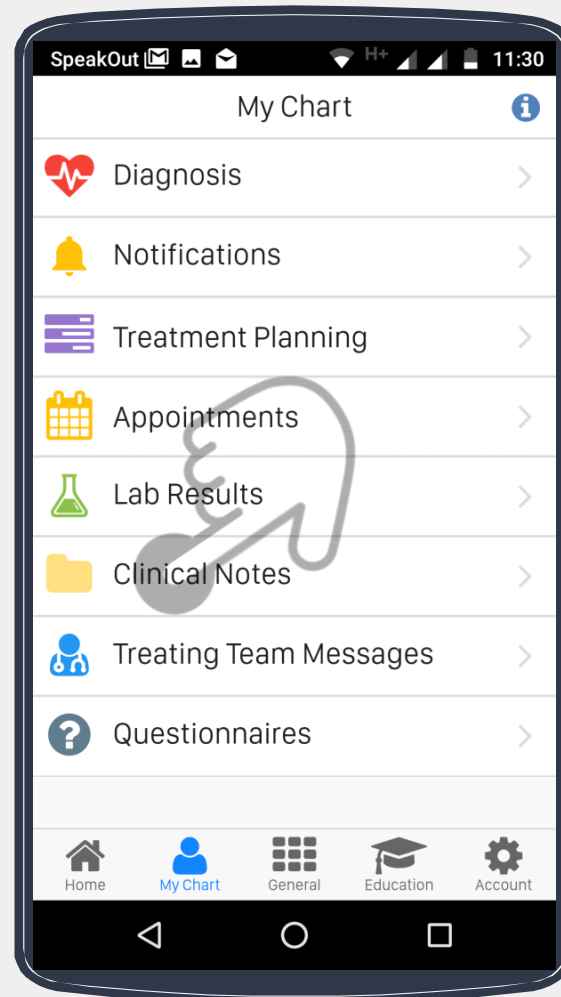 SpeakOut H+ 11:30
My Chart
Diagnosis
Notifications
Treatment Planning
Appointments
Lab Results
Clinical Notes
Treating Team Messages
Questionnaires
Home My Chart General Education Account